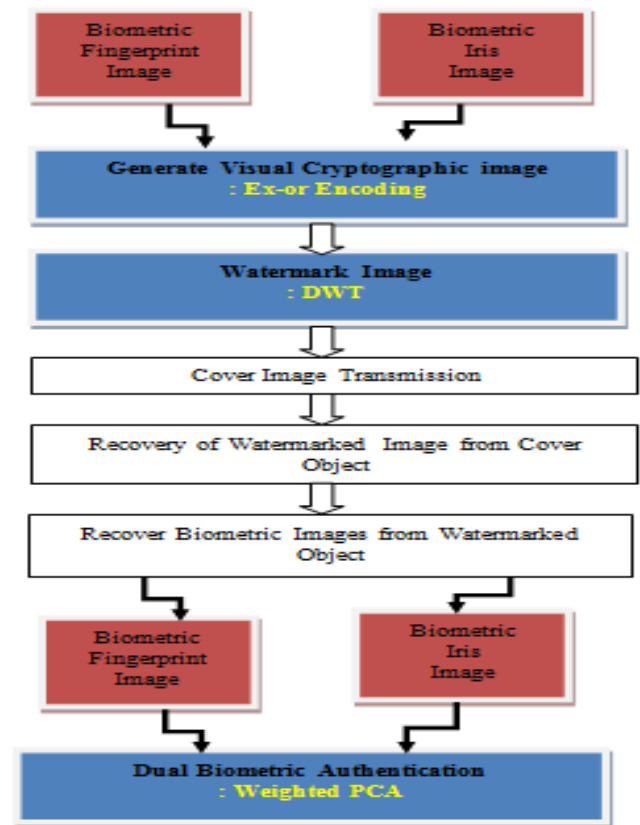 Biometric
Fingerprint
Image
Biometric
Iris
Image
Generate Visual Cryptographic image
: Ex-or Encoding
Watermark Image
: DWT
Cover Image Transmission
Recovery of Watermarked Image from Cover
Object
Recover Biometric Images from Watermarked
Object
Biometric
Fingerprint
Image
Biometric
Iris
Image
Dual Biometric Authentication
: Weighted PCA